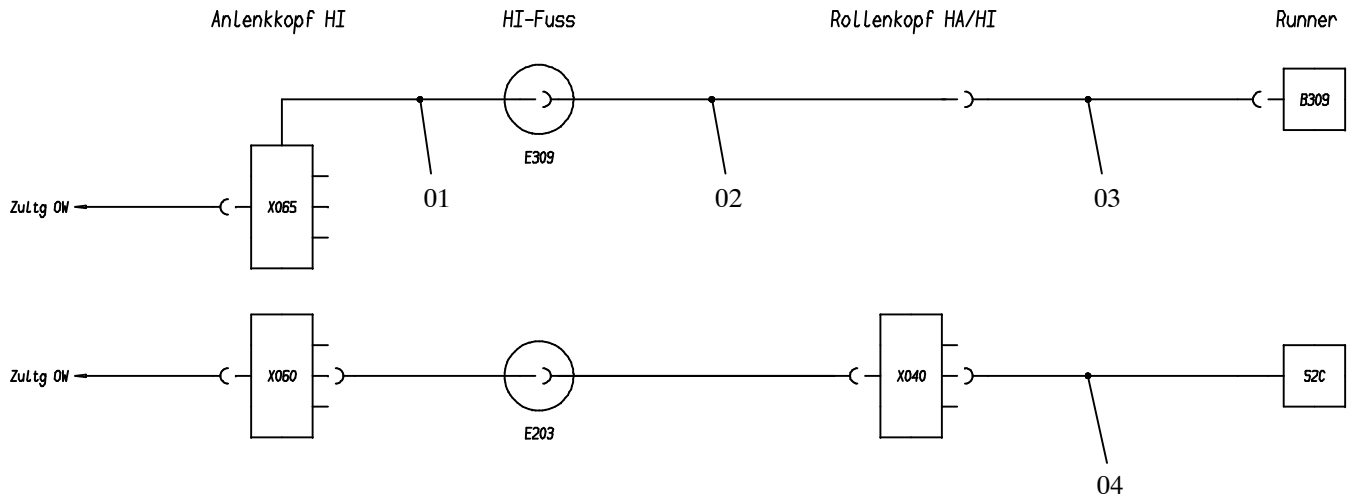 Anlenkkopf HI HI-Fuss Rollenkopf HA/HI Runner
B309
E309
01 02 03
Zultg OW X065
Zultg OW X060 X040 S2C
E203
04